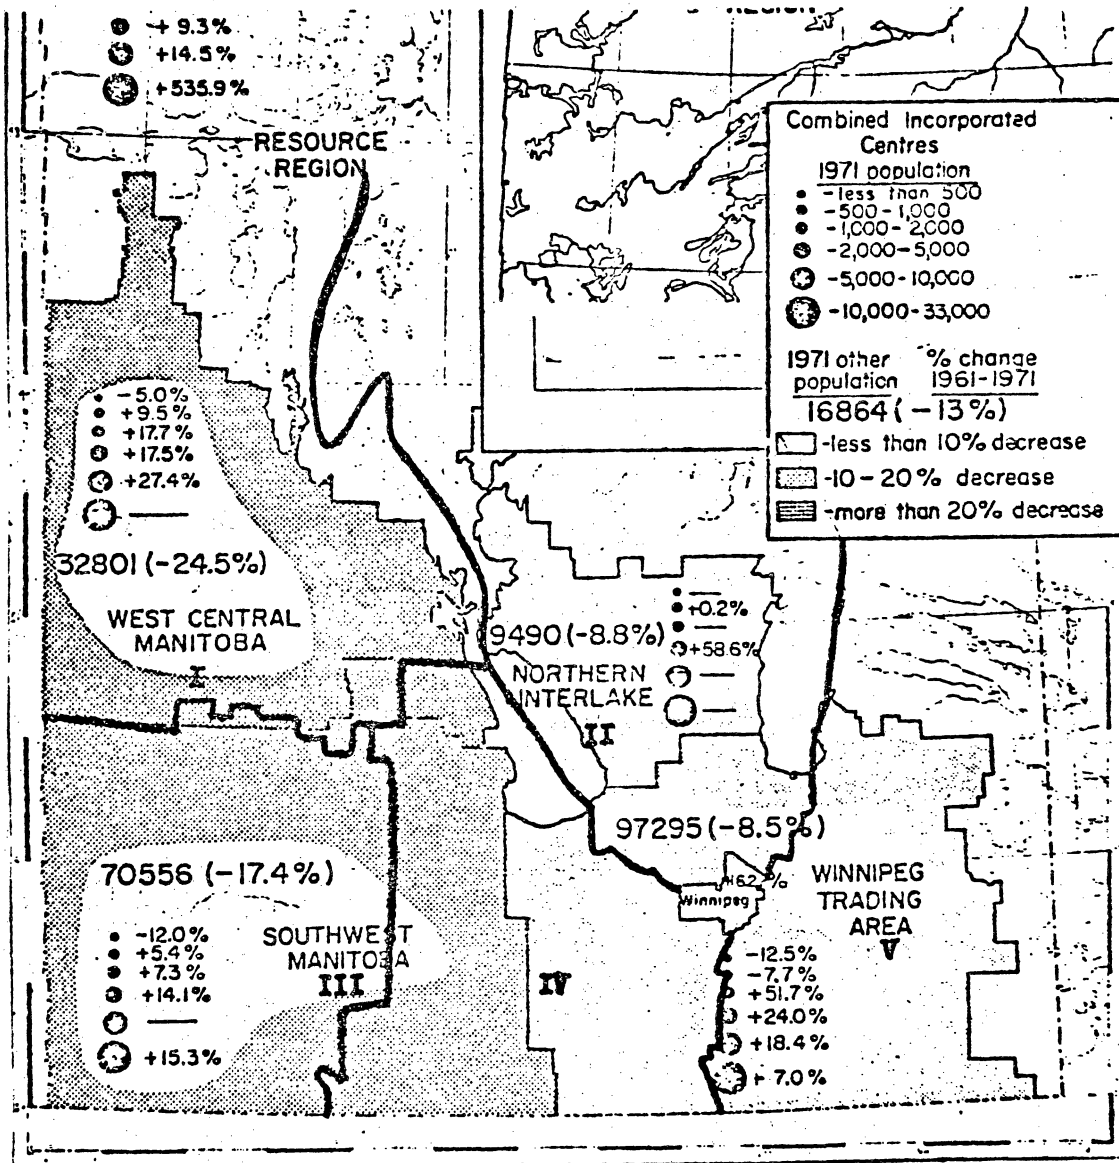 REGION
+ 9.3%
+14.5%
+535.9%
RESOURCE
REGION
Combined Incorporated
Centres
1971 population
-less than 500
-500-1,000
-1,000-2,000
-2,000-5,000
-5,000-10,000
-10,000-33,000
1971 other % change
population 1961-1971
16864 (-13%)
-less than 10% decrease
-10-20% decrease
-more than 20% decrease
-5.0%
+9.5%
+17.7%
+17.5%
+27.4%
—
32801 (-24.5%)
WEST CENTRAL
MANITOBA
I
—
+0.2%
—
+58.6%
—
—
9490 (-8.8%)
NORTHERN
INTERLAKE
II
97295 (-8.5%)
Winnipeg
WINNIPEG
TRADING
AREA
V
70556 (-17.4%)
-12.0%
+5.4%
+7.3%
+14.1%
—
+15.3%
SOUTHWEST
MANITOBA
III
IV
-12.5%
-7.7%
+51.7%
+24.0%
+18.4%
+7.0%